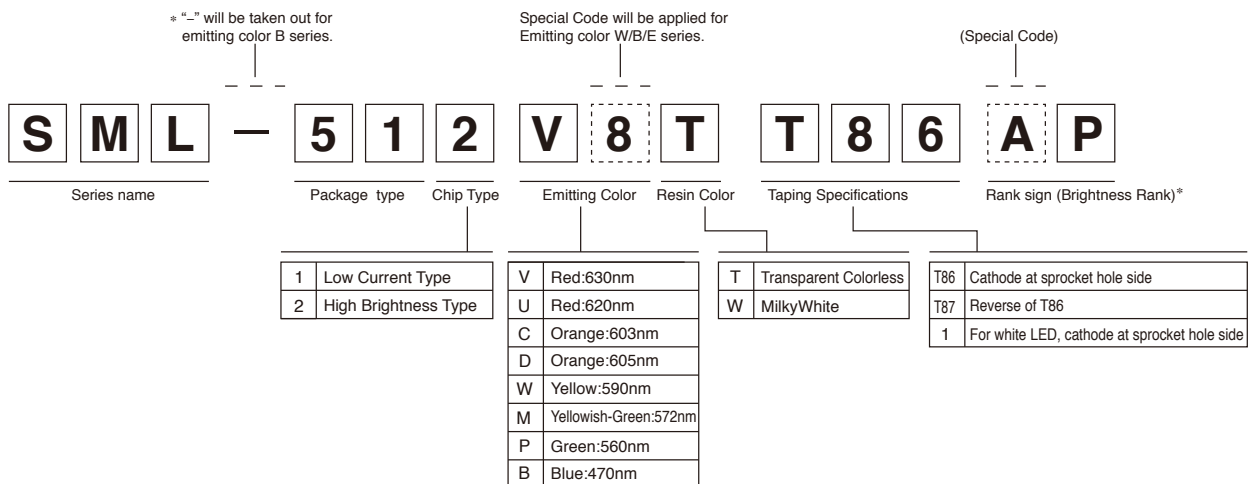 * “–” will be taken out for
emitting color B series.
Special Code will be applied for
Emitting color W/B/E series.
(Special Code)
S M L — 5 1 2 V 8 T T 8 6 A P
Series name
Package type
Chip Type
Emitting Color
Resin Color
Taping Specifications
Rank sign (Brightness Rank)*
1 Low Current Type
2 High Brightness Type
V Red:630nm
U Red:620nm
C Orange:603nm
D Orange:605nm
W Yellow:590nm
M Yellowish-Green:572nm
P Green:560nm
B Blue:470nm
T Transparent Colorless
W MilkyWhite
T86 Cathode at sprocket hole side
T87 Reverse of T86
1 For white LED, cathode at sprocket hole side